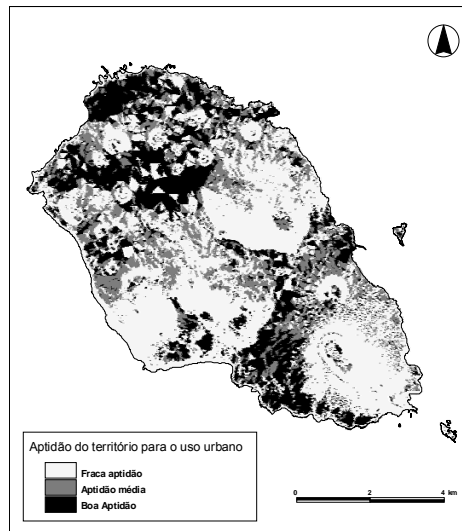 Aptidão do território para o uso urbano
Fraca aptidão
Aptidão média
Boa Aptidão
0 2 4 km